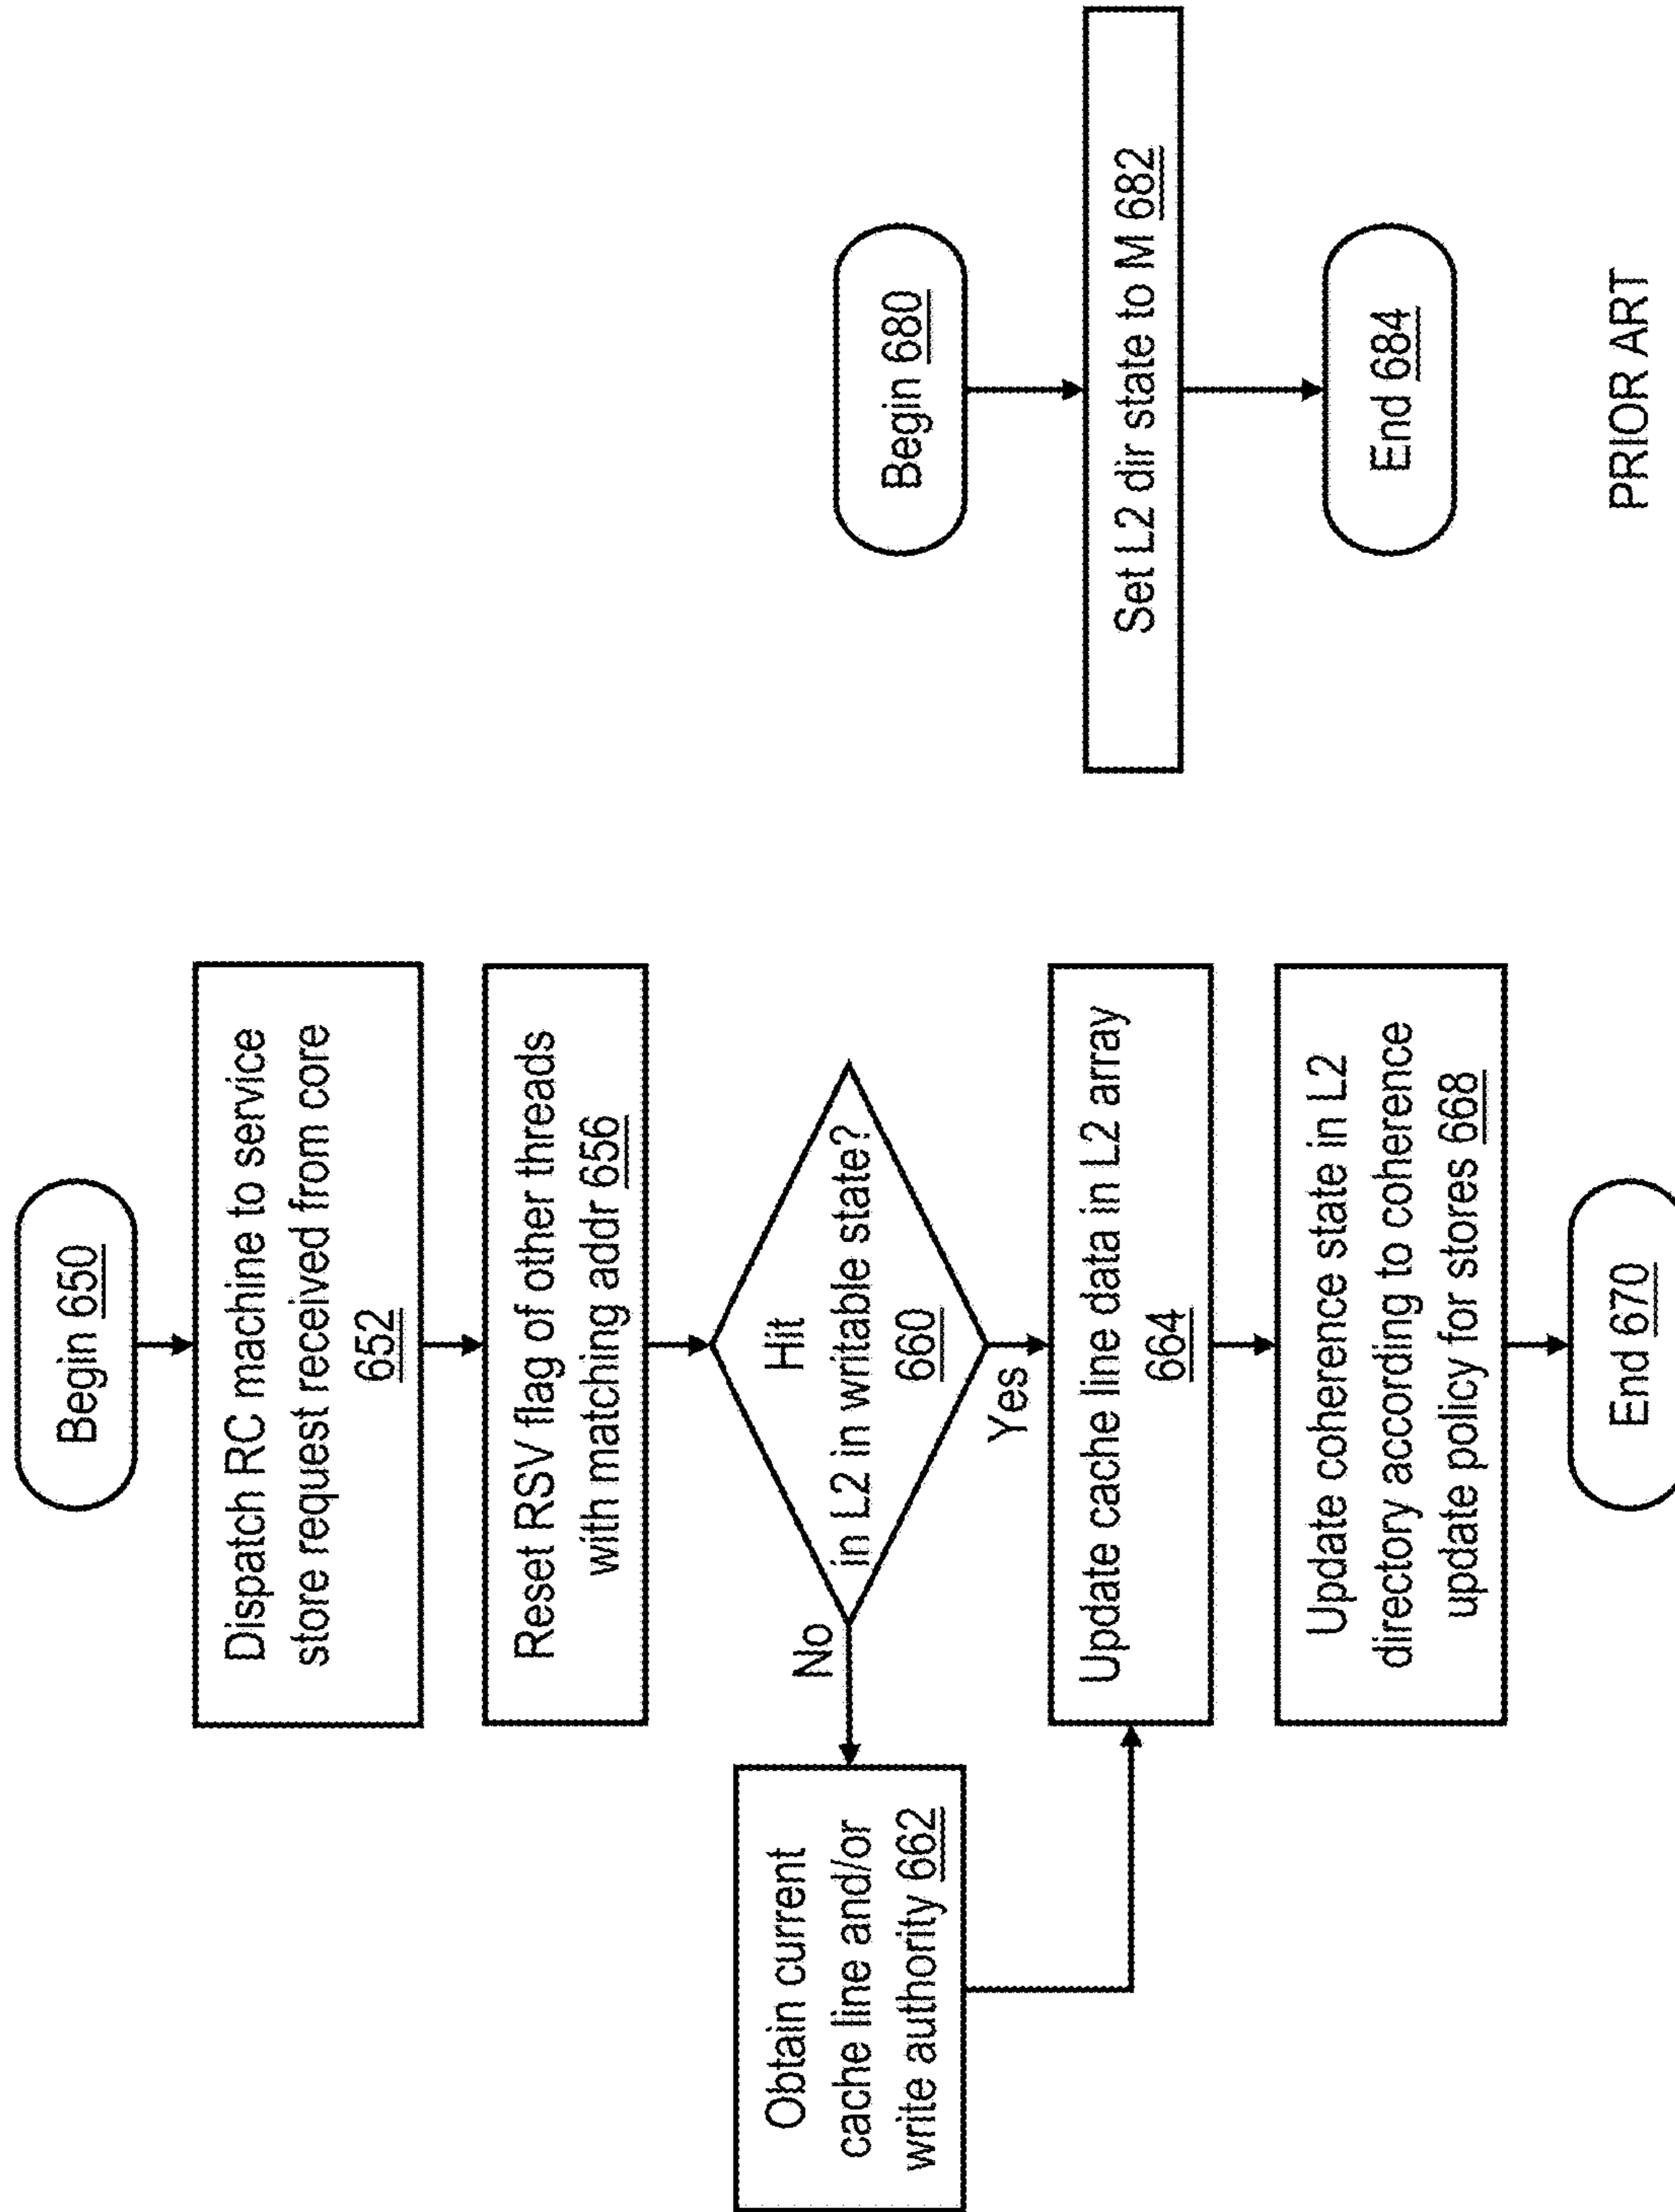 Begin 650
Dispatch RC machine to service
store request received from core
652
Reset RSV flag of other threads
with matching addr 656
Hit
in L2 in writable state?
660
No
Yes
Obtain current
cache line and/or
write authority 662
Update cache line data in L2 array
664
Update coherence state in L2
directory according to coherence
update policy for stores 668
End 670
Begin 680
Set L2 dir state to M 682
End 684
PRIOR ART